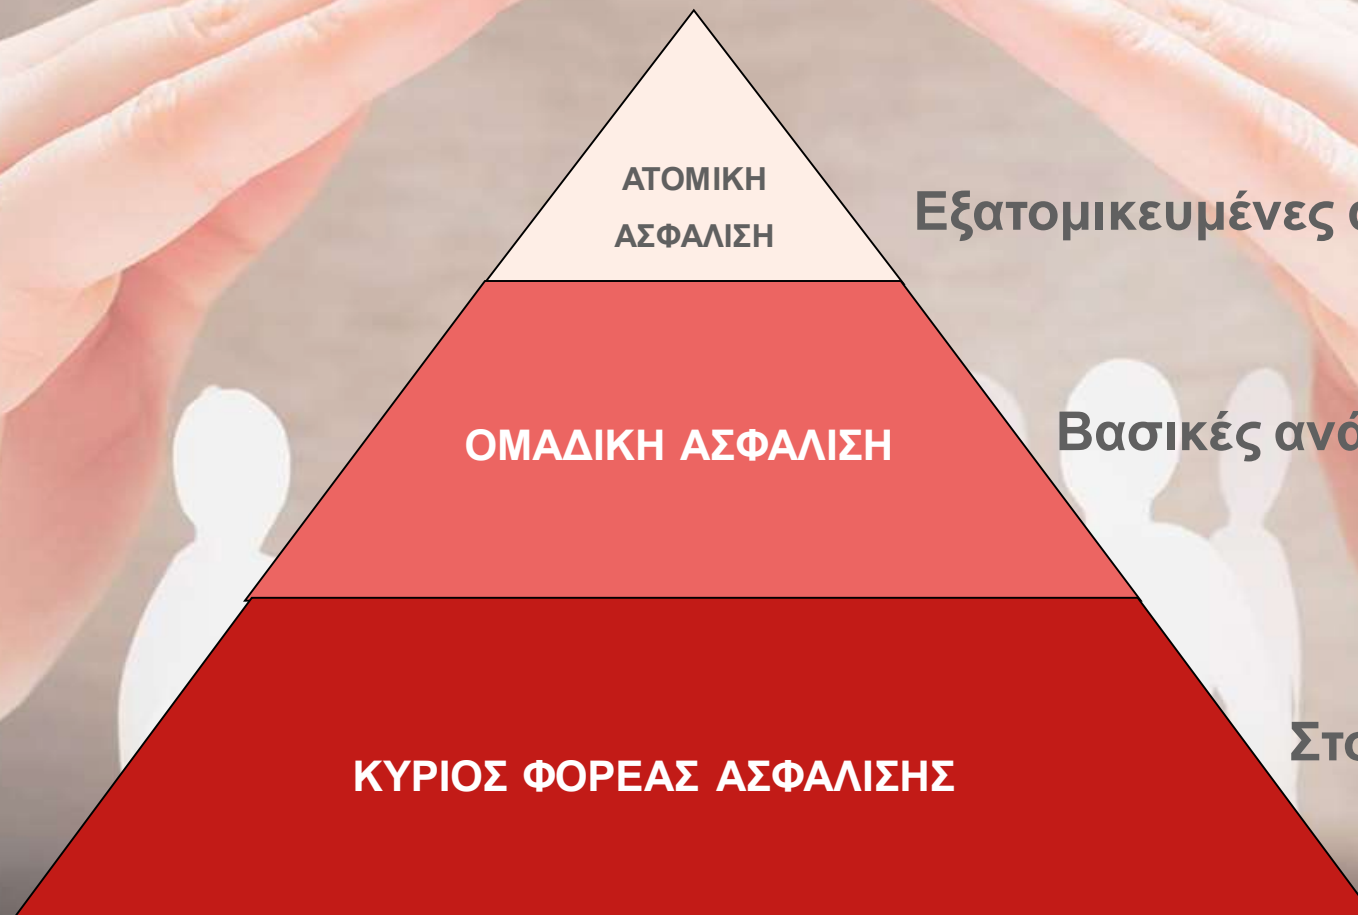 ΑΤΟΜΙΚΗ
ΑΣΦΑΛΙΣΗ
Εξατομικευμένες
ΟΜΑΔΙΚΗ ΑΣΦΑΛΙΣΗ
Βασικές
ΚΥΡΙΟΣ ΦΟΡΕΑΣ ΑΣΦΑΛΙΣΗΣ